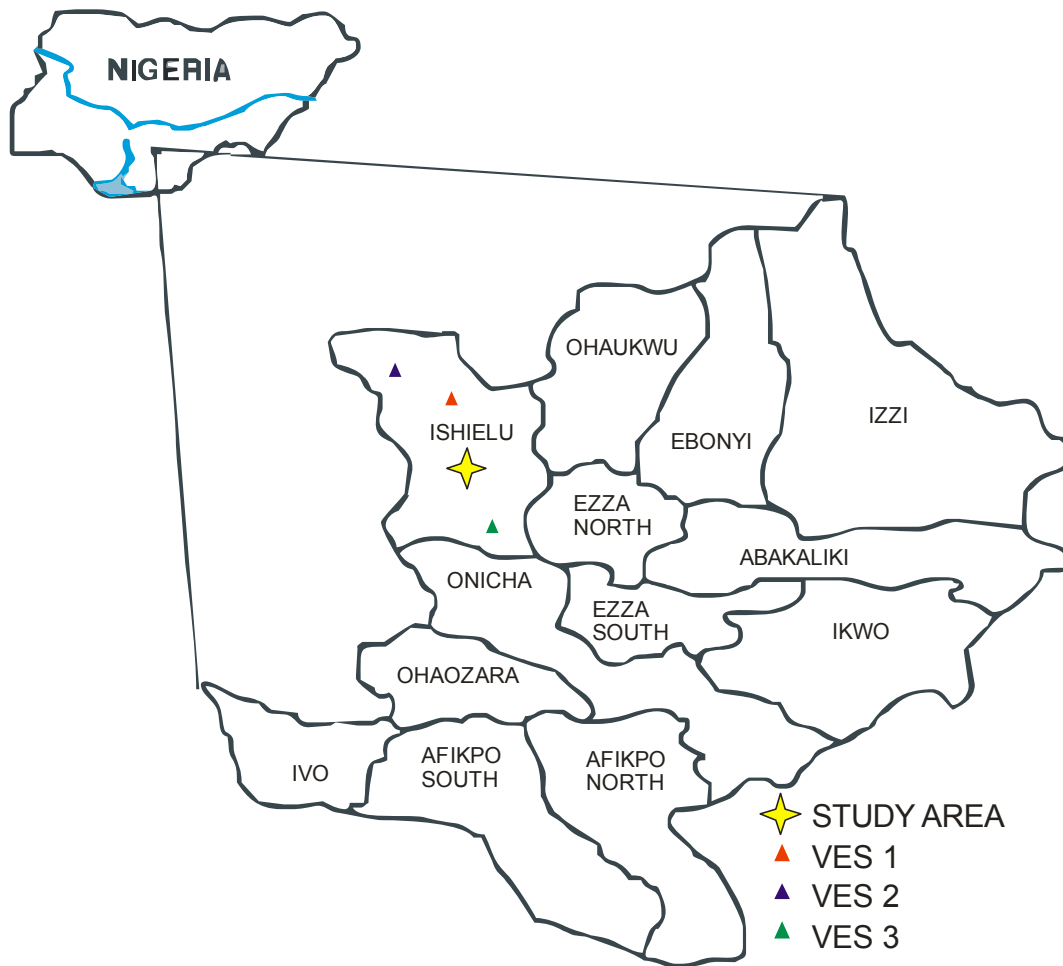 NIGERIA
OHAUKWU
IZZI
ISHIELU
EBONYI
EZZA
NORTH
ABAKALIKI
ONICHA
EZZA
SOUTH
IKWO
OHAOZARA
IVO
AFIKPO
SOUTH
AFIKPO
NORTH
STUDY AREA
VES 1
VES 2
VES 3